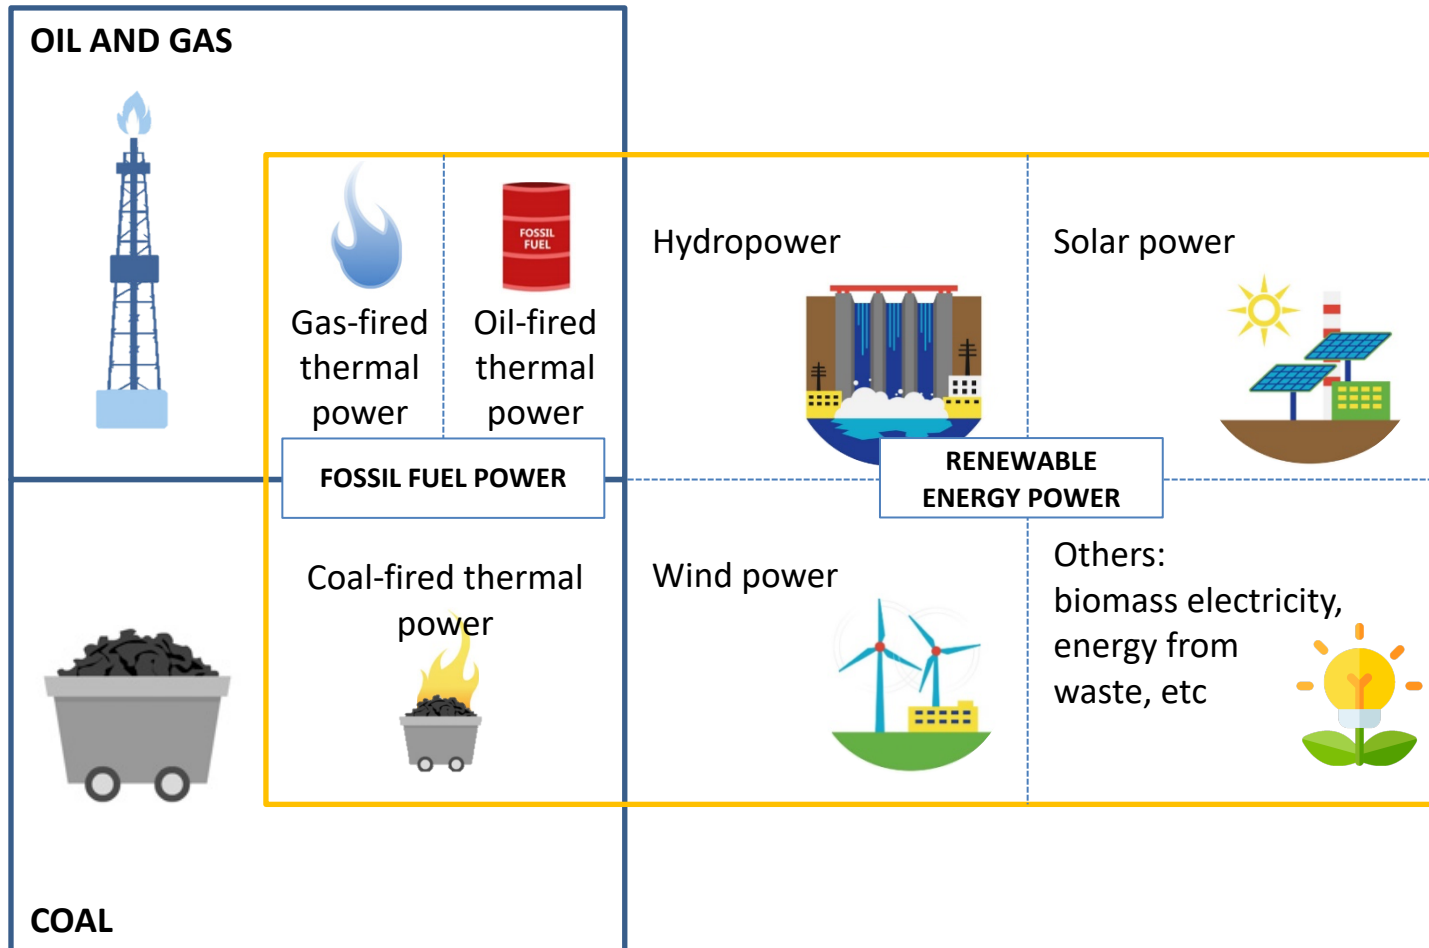 OIL AND GAS
FOSSIL
FUEL
Gas-fired
thermal
power
Oil-fired
thermal
power
Hydropower
Solar power
FOSSIL FUEL POWER
RENEWABLE
ENERGY POWER
Coal-fired thermal
power
Wind power
Others:
biomass electricity,
energy from
waste, etc
COAL